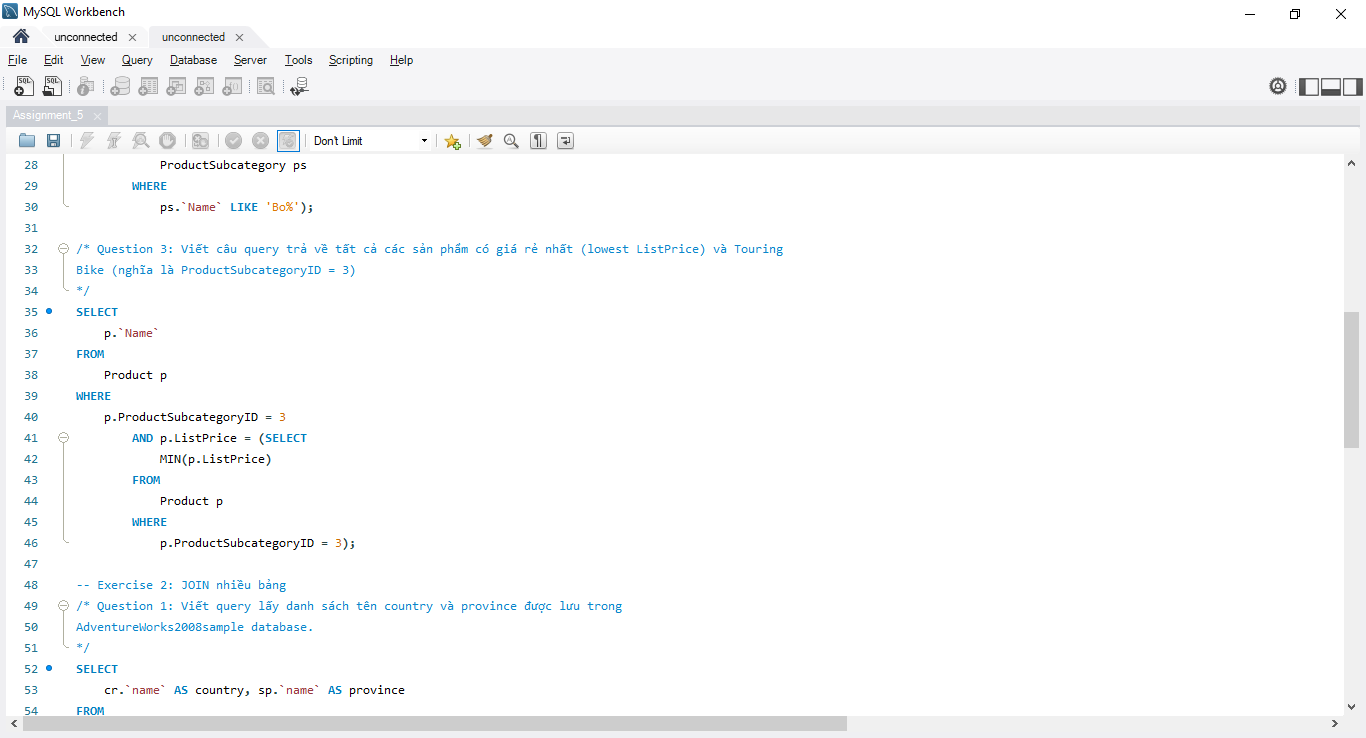 MySQL Workbench
unconnected
unconnected
File Edit View Query Database Server Tools Scripting Help
SQL SQL
Assignment_5
Don't Limit
28 ProductSubcategory ps
29 WHERE
30 ps.`Name` LIKE 'Bo%');
31
32 /* Question 3: Viết câu query trả về tất cả các sản phẩm có giá rẻ nhất (lowest ListPrice) và Touring
33 Bike (nghĩa là ProductSubcategoryID = 3)
34 */
35 SELECT
36 p.`Name`
37 FROM
38 Product p
39 WHERE
40 p.ProductSubcategoryID = 3
41 AND p.ListPrice = (SELECT
42 MIN(p.ListPrice)
43 FROM
44 Product p
45 WHERE
46 p.ProductSubcategoryID = 3);
47
48 -- Exercise 2: JOIN nhiều bảng
49 /* Question 1: Viết query lấy danh sách tên country và province được lưu trong
50 AdventureWorks2008sample database.
51 */
52 SELECT
53 cr.`name` AS country, sp.`name` AS province
54 FROM